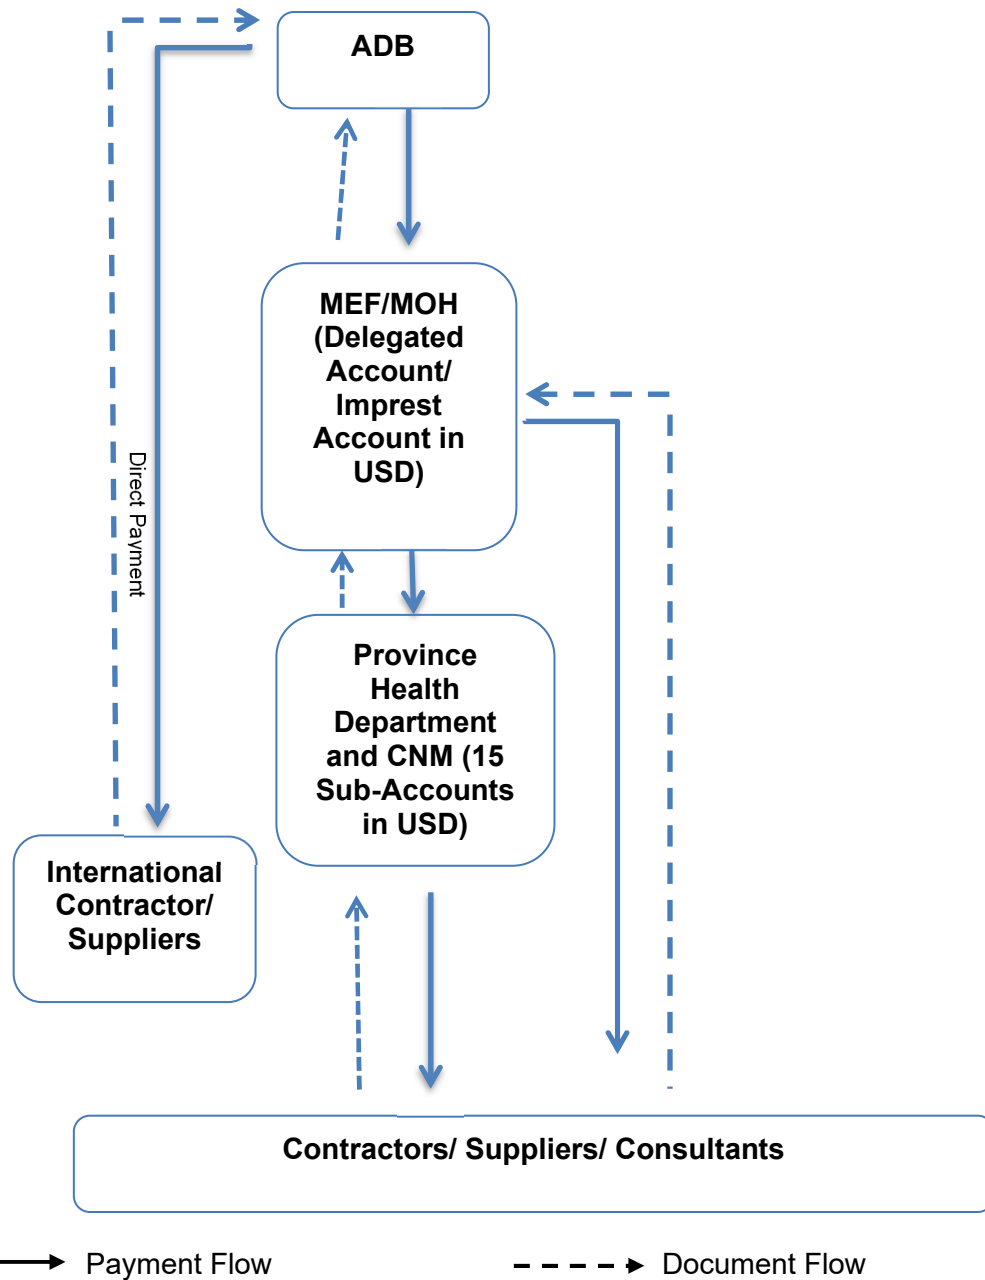 ADB
MEF/MOH
(Delegated
Account/
Imprest
Account in
USD)
Direct Payment
Province
Health
Department
and CNM (15
Sub-Accounts
in USD)
International
Contractor/
Suppliers
Contractors/ Suppliers/ Consultants
Payment Flow
Document Flow